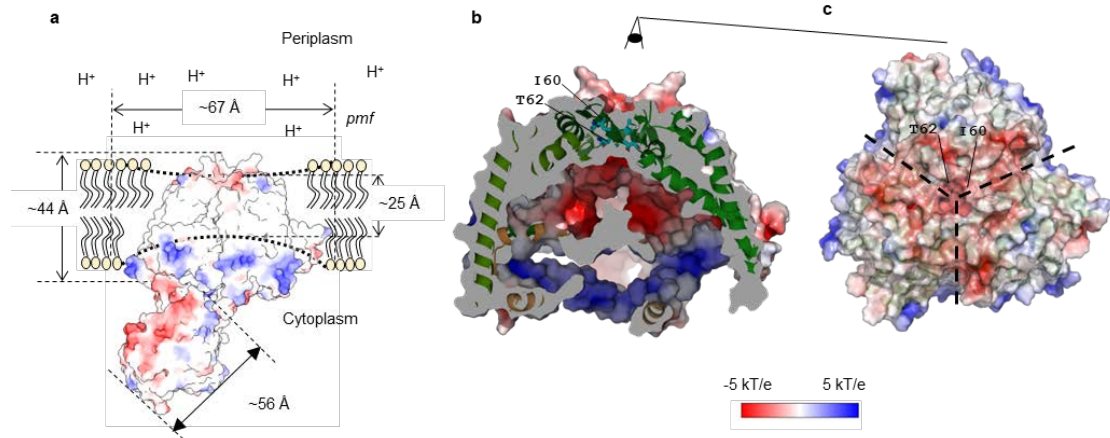 a
Periplasm
H⁺ H⁺ H⁺ H⁺ H⁺
~67 Å
pmf
H⁺ H⁺
~44 Å
~25 Å
Cytoplasm
~56 Å
b
I60
T62
c
T62 I60
-5 kT/e 5 kT/e